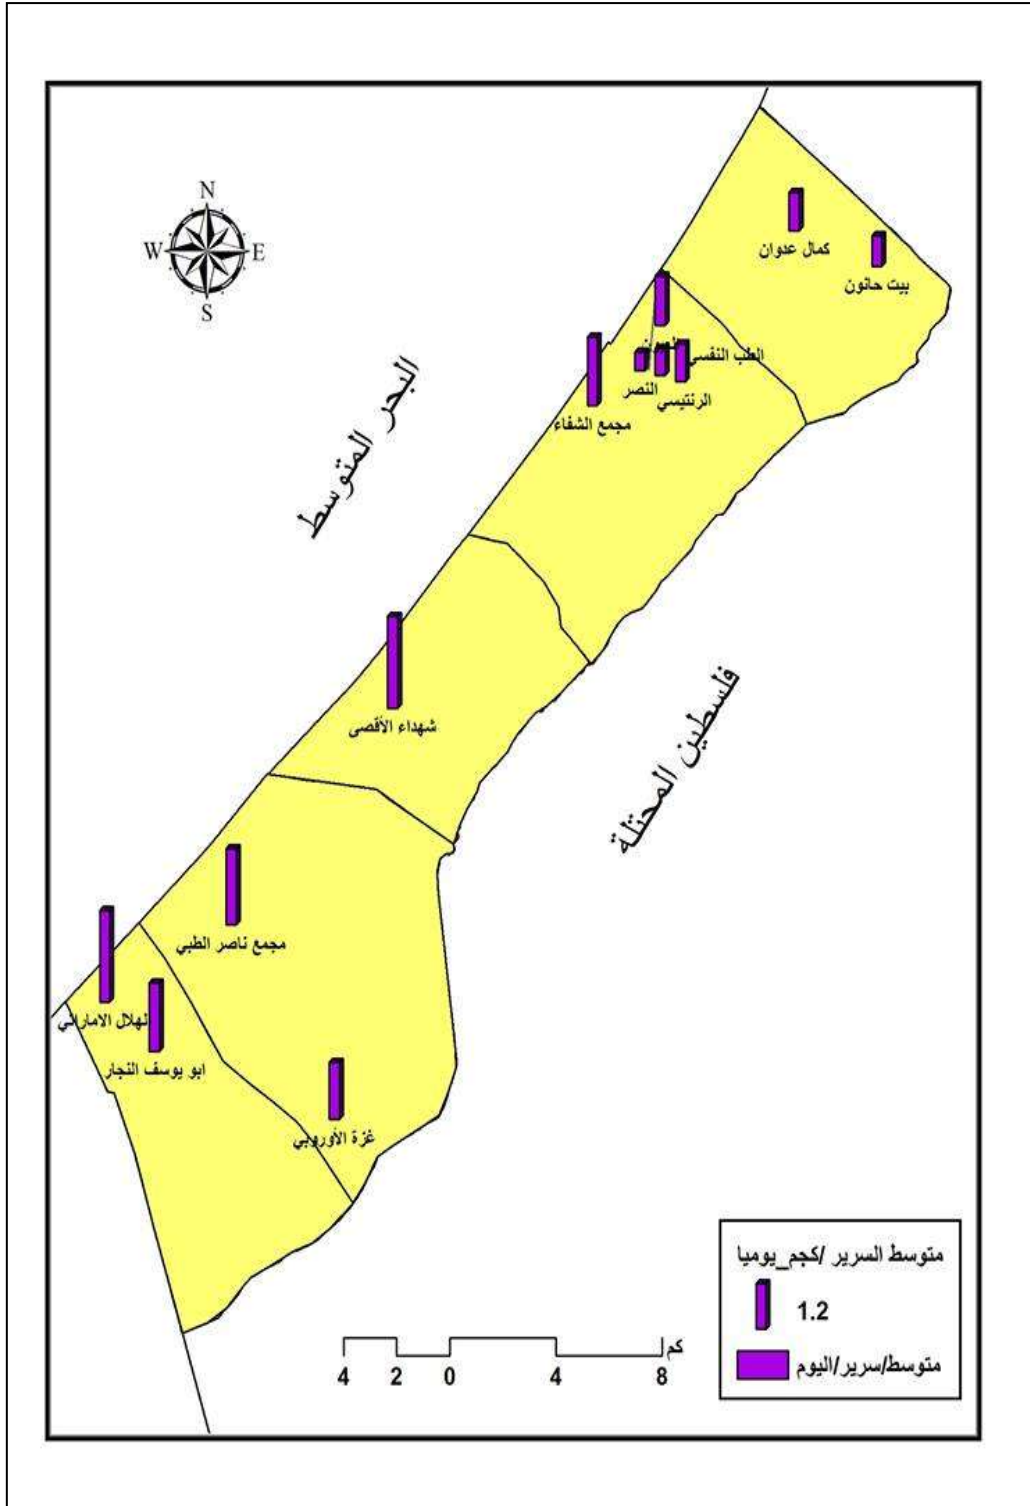 N
W E
S
كمال عدوان
بيت حانون
الطب النفسي
النصر
الرنتيسي
مجمع الشفاء
البحر المتوسط
شهداء الأقصى
فلسطين المحتلة
مجمع ناصر الطبي
لهلال الاماراتي
ابو يوسف النجار
غزة الأوروبي
متوسط السرير /كجم_يوميا
1.2
متوسط/سرير/اليوم
كم
4 2 0 4 8